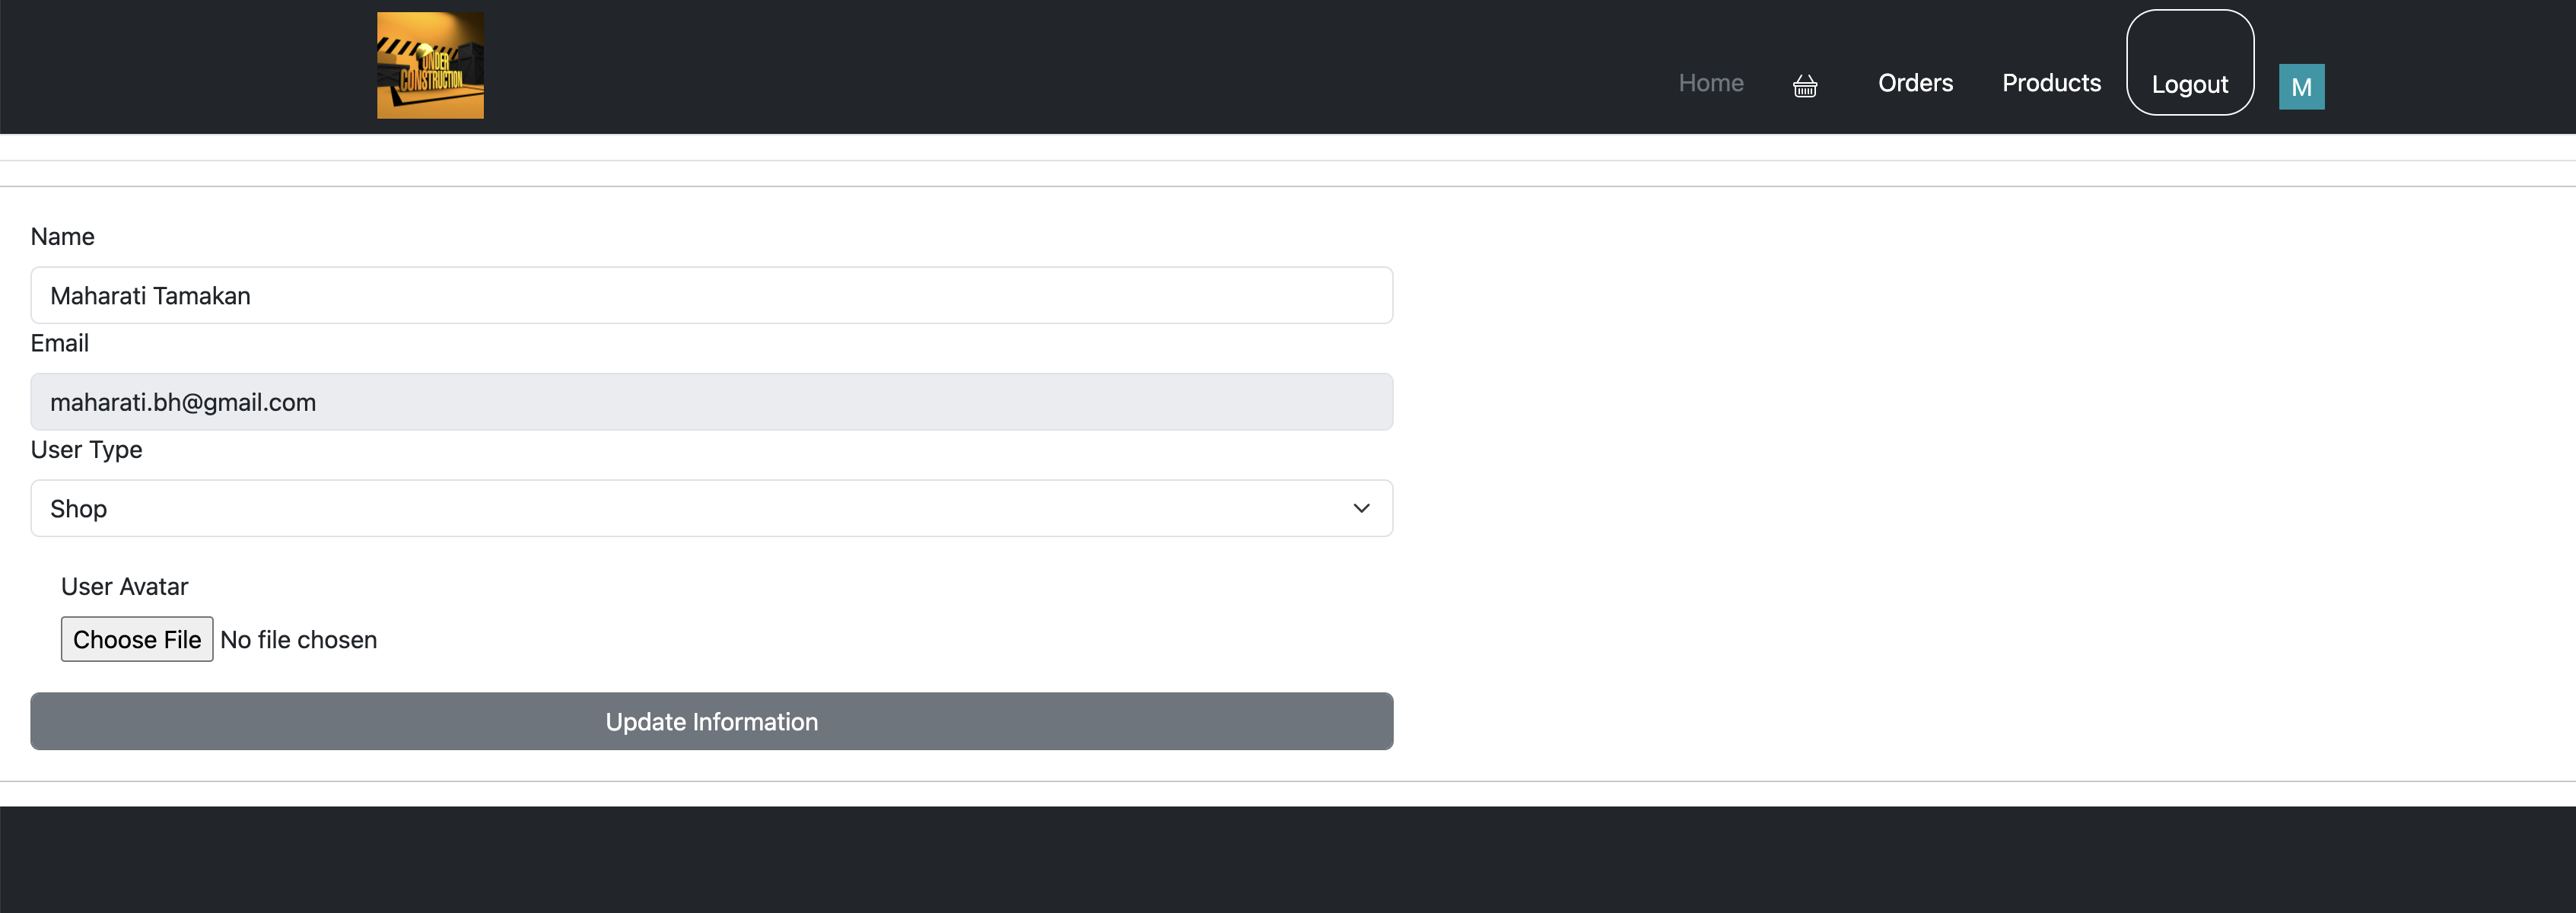 UNDER
CONSTRUCTION
Home
Orders
Products
Logout
M
Name
Maharati Tamakan
Email
maharati.bh@gmail.com
User Type
Shop
User Avatar
Choose File No file chosen
Update Information